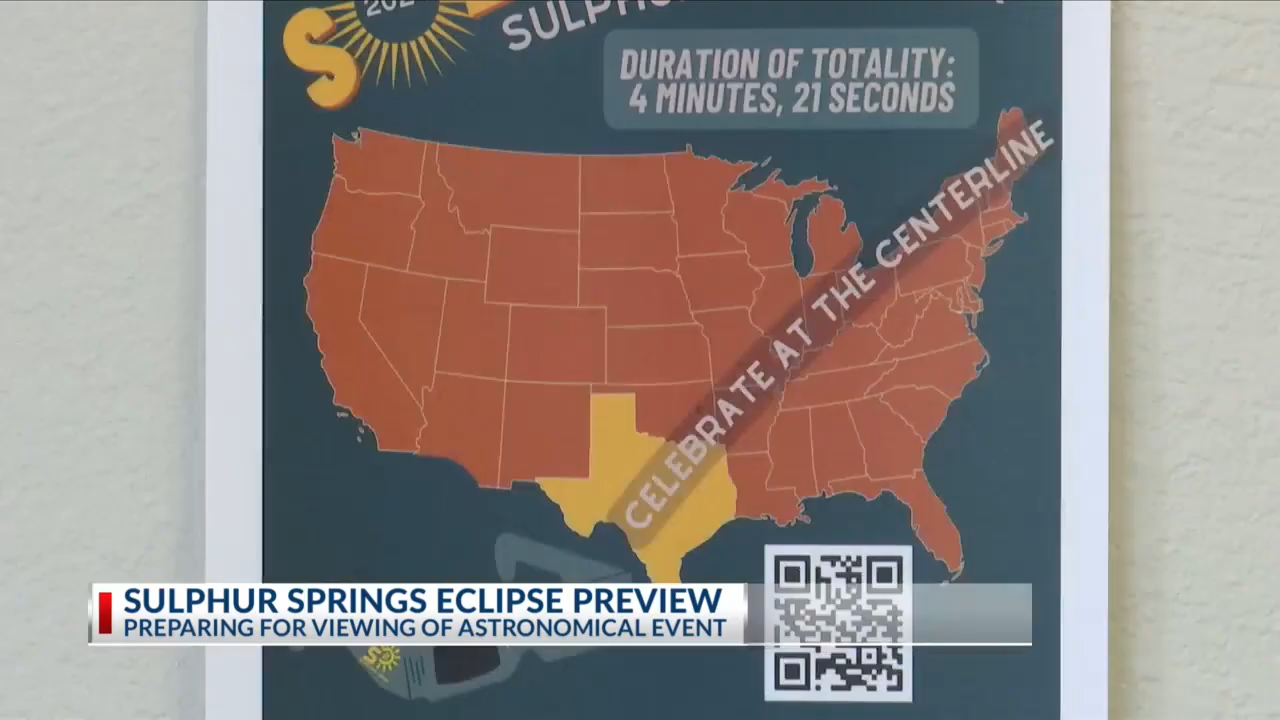 DURATION OF TOTALITY:
4 MINUTES, 21 SECONDS
CELEBRATE AT THE CENTERLINE
SULPHUR SPRINGS ECLIPSE PREVIEW
PREPARING FOR VIEWING OF ASTRONOMICAL EVENT